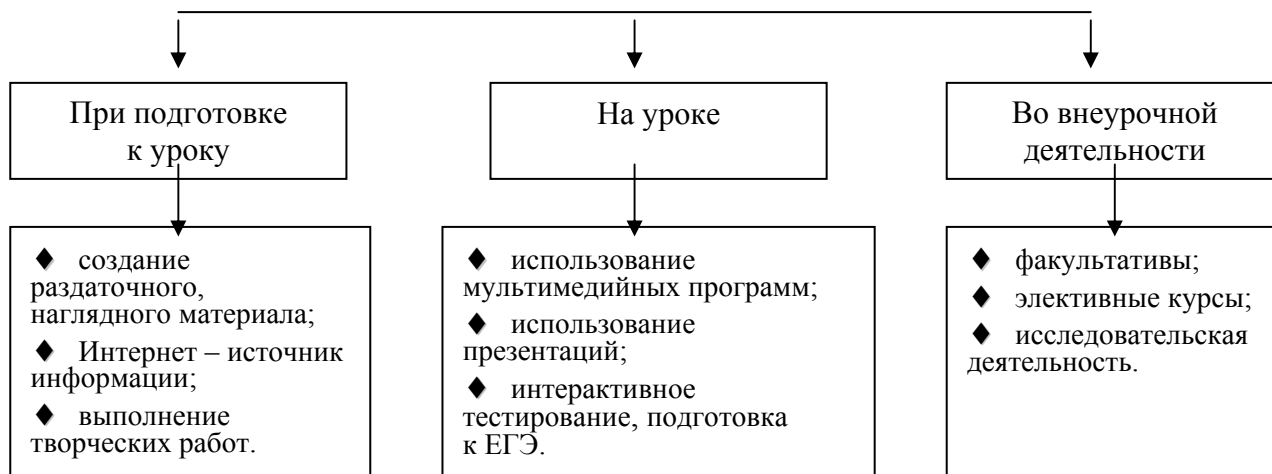 При подготовке
к уроку
На уроке
Во внеурочной
деятельности
♦ создание
раздаточного,
наглядного материала;
♦ Интернет – источник
информации;
♦ выполнение
творческих работ.
♦ использование
мультимедийных программ;
♦ использование
презентаций;
♦ интерактивное
тестирование, подготовка
к ЕГЭ.
♦ факультативы;
♦ элективные курсы;
♦ исследовательская
деятельность.